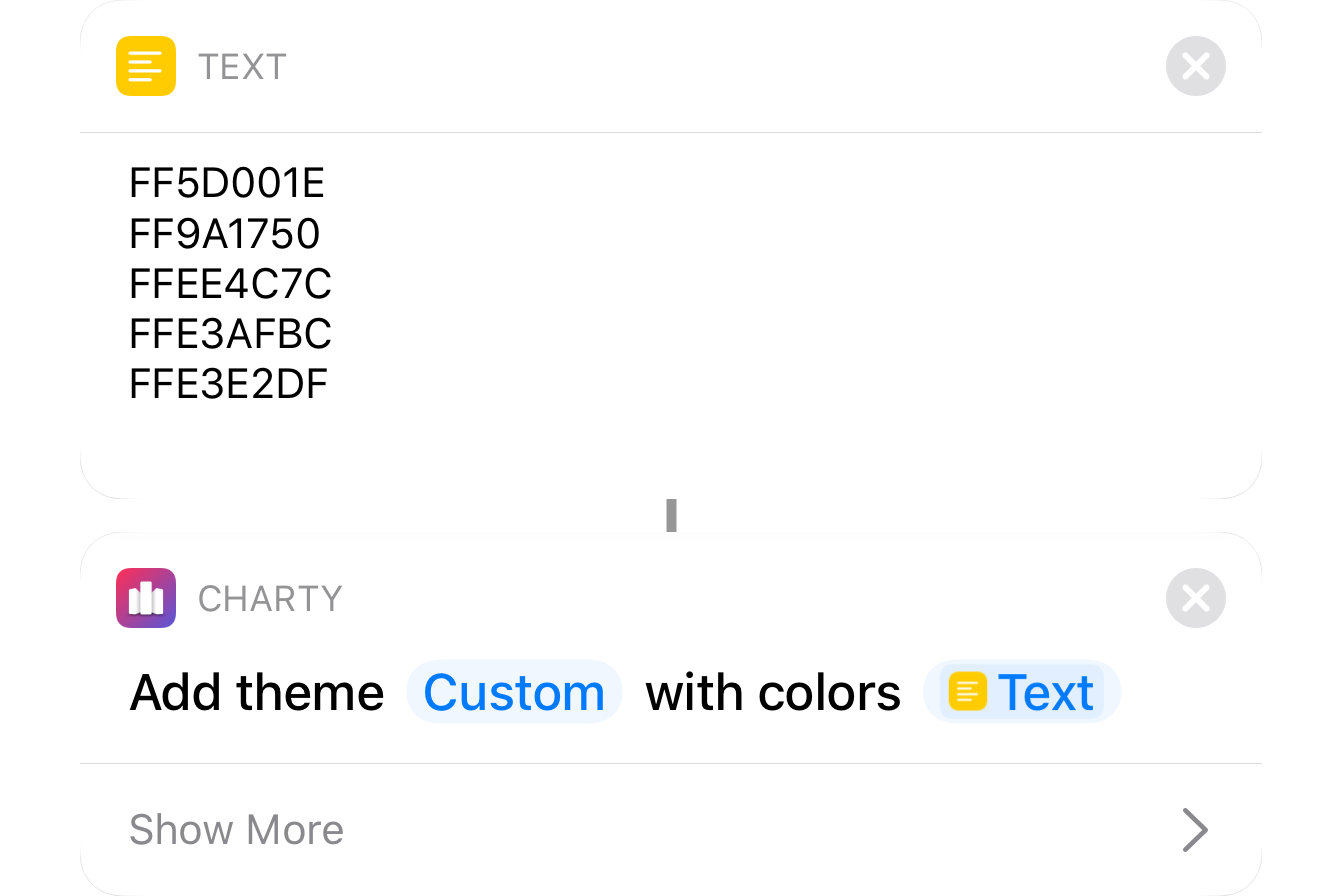 TEXT
FF5D001E
FF9A1750
FFEE4C7C
FFE3AFBC
FFE3E2DF
CHARTY
Add theme Custom with colors Text
Show More